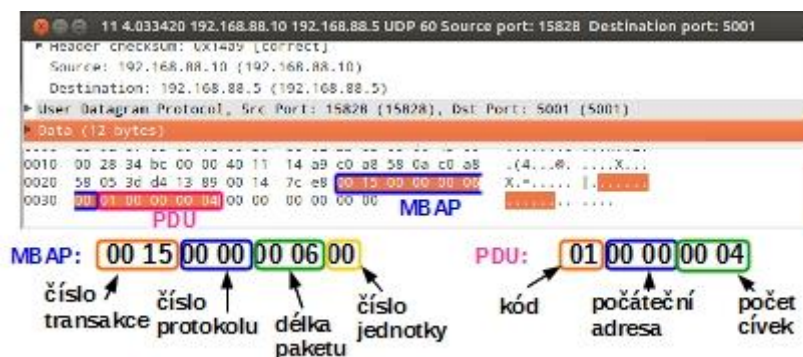 11 4.033420 192.168.88.10 192.168.88.5 UDP 60 Source port: 15828 Destination port: 5001
Header checksum: 0x14a9 [correct]
Source: 192.168.88.10 (192.168.88.10)
Destination: 192.168.88.5 (192.168.88.5)
User Datagram Protocol, Src Port: 15828 (15828), Dst Port: 5001 (5001)
Data (12 bytes)
0010 00 28 34 bc 00 00 40 11 14 a9 c0 a8 58 0a c0 a8 .(4...@. ....X...
0020 58 05 3d d4 13 89 00 14 7c e8 00 15 00 00 00 06 X.=..... |.......
0030 00 01 00 00 00 04 00 00 00 00 00 00
PDU
MBAP
MBAP: 00 15 00 00 00 06 00
PDU: 01 00 00 00 04
číslo transakce
číslo protokolu
délka paketu
číslo jednotky
kód
počáteční adresa
počet cívek